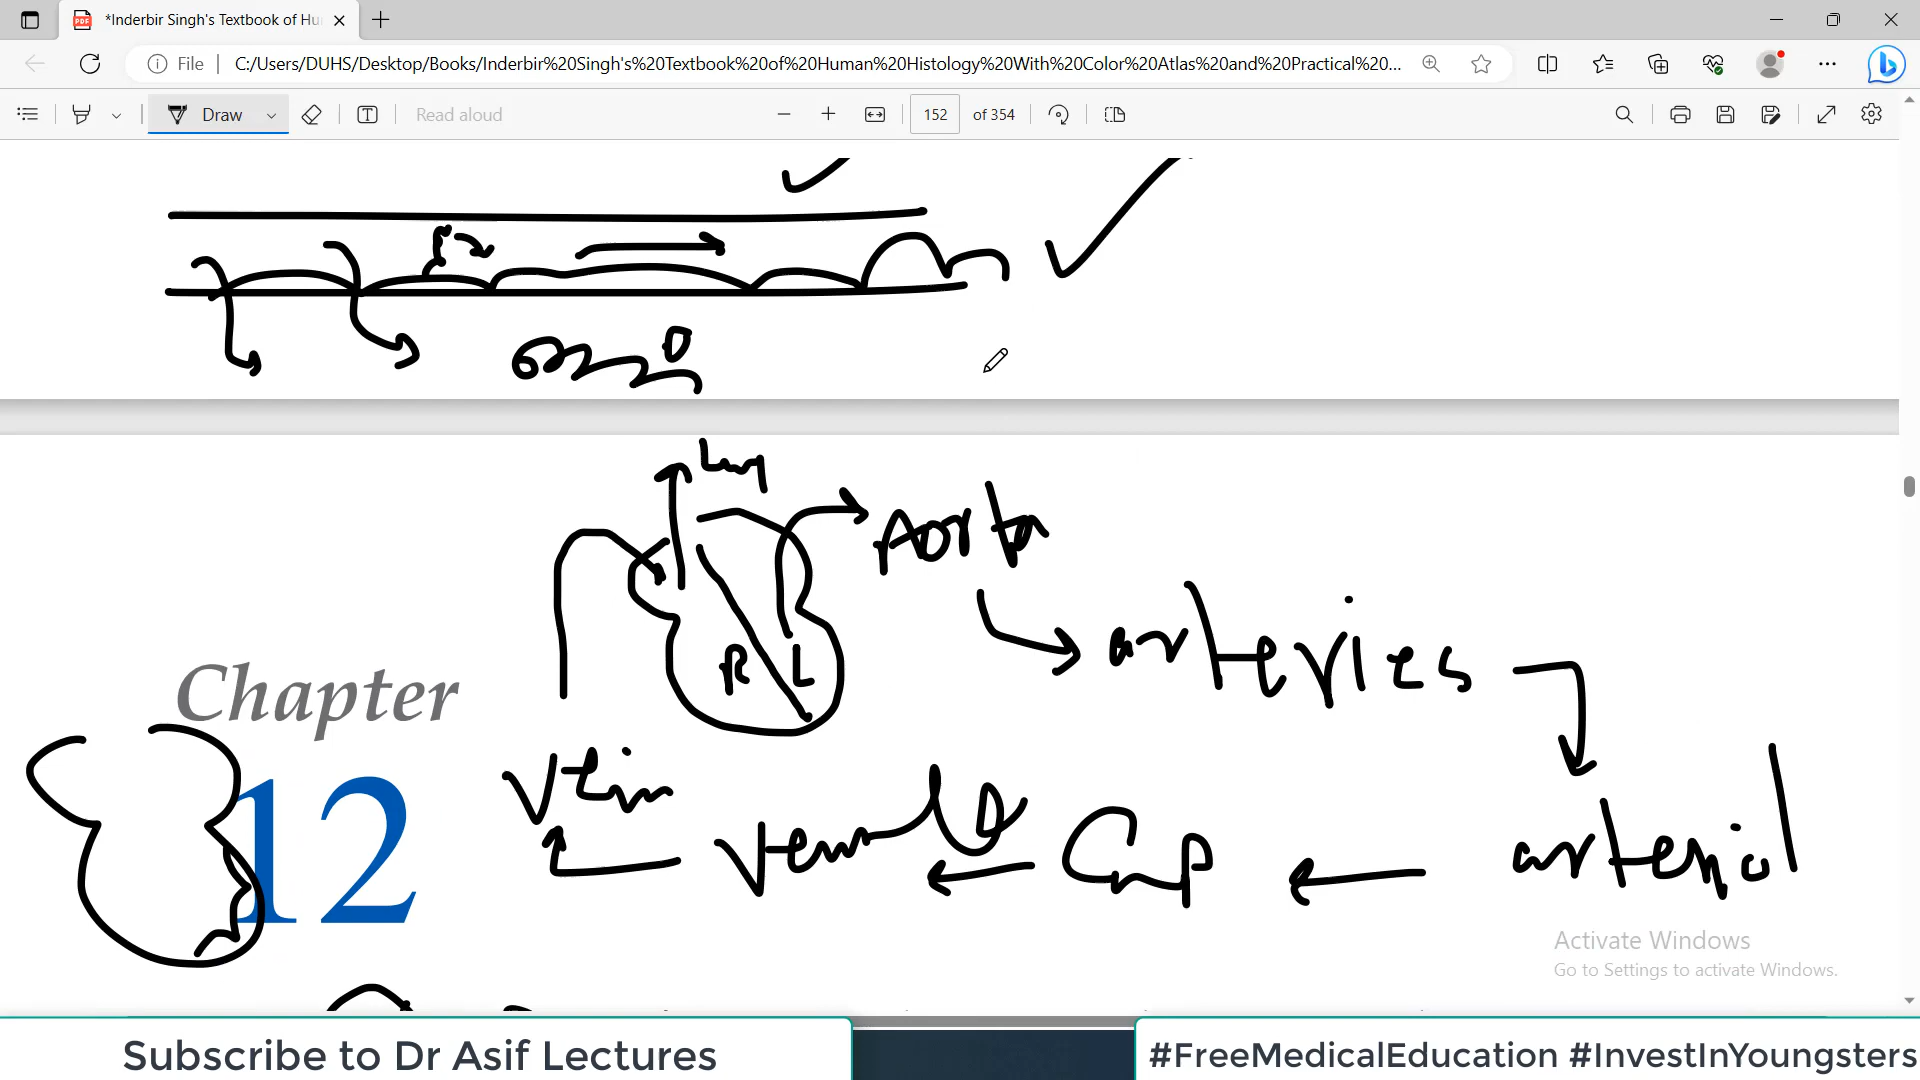 *Inderbir Singh's Textbook of Hu
File
C:/Users/DUHS/Desktop/Books/Inderbir%20Singh's%20Textbook%20of%20Human%20Histology%20With%20Color%20Atlas%20and%20Practical%20...
Draw
Read aloud
152 of 354
Aorta
arteries
Chapter
12
R L
Vein
Cap
arteriol
Activate Windows
Go to Settings to activate Windows.
Subscribe to Dr Asif Lectures
#FreeMedicalEducation #InvestInYoungsters